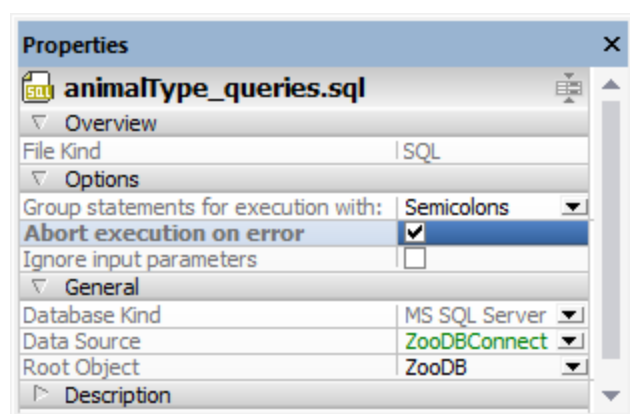 Properties
animalType_queries.sql
Overview
File Kind SQL
Options
Group statements for execution with: Semicolons
Abort execution on error
Ignore input parameters
General
Database Kind MS SQL Server
Data Source ZooDBConnect
Root Object ZooDB
Description